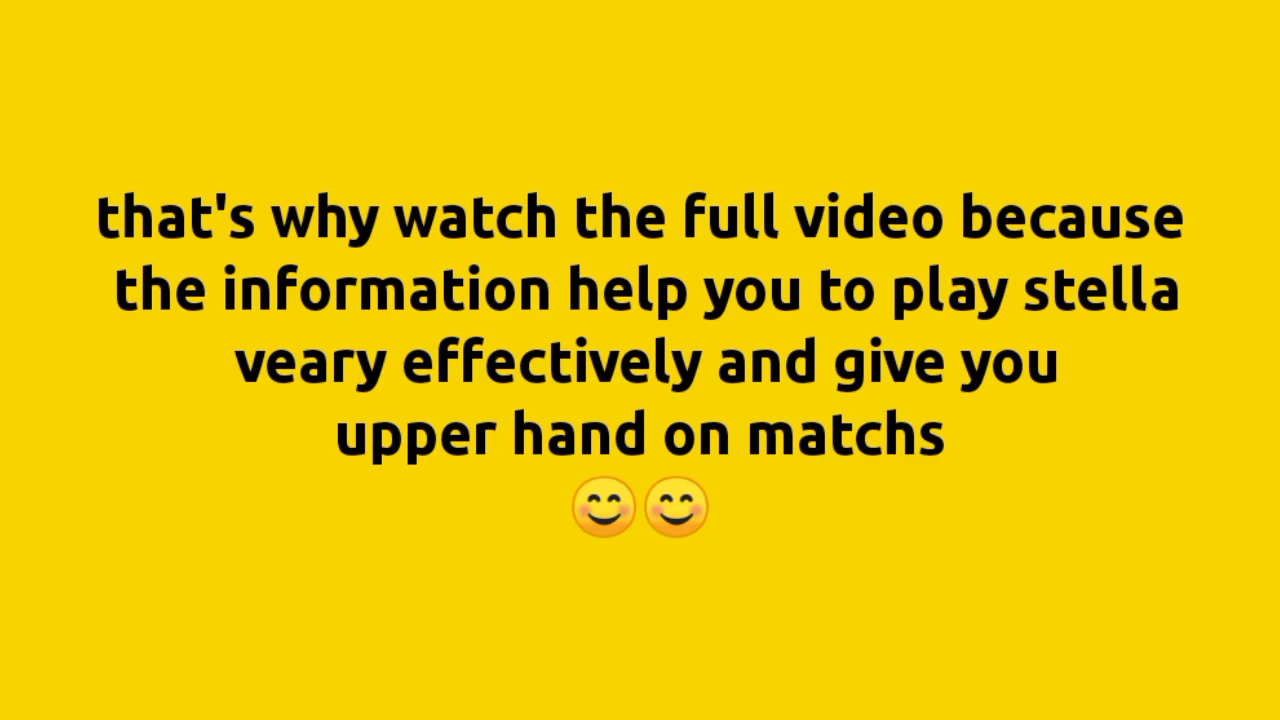 that's why watch the full video because
the information help you to play stella
veary effectively and give you
upper hand on matchs
😊😊